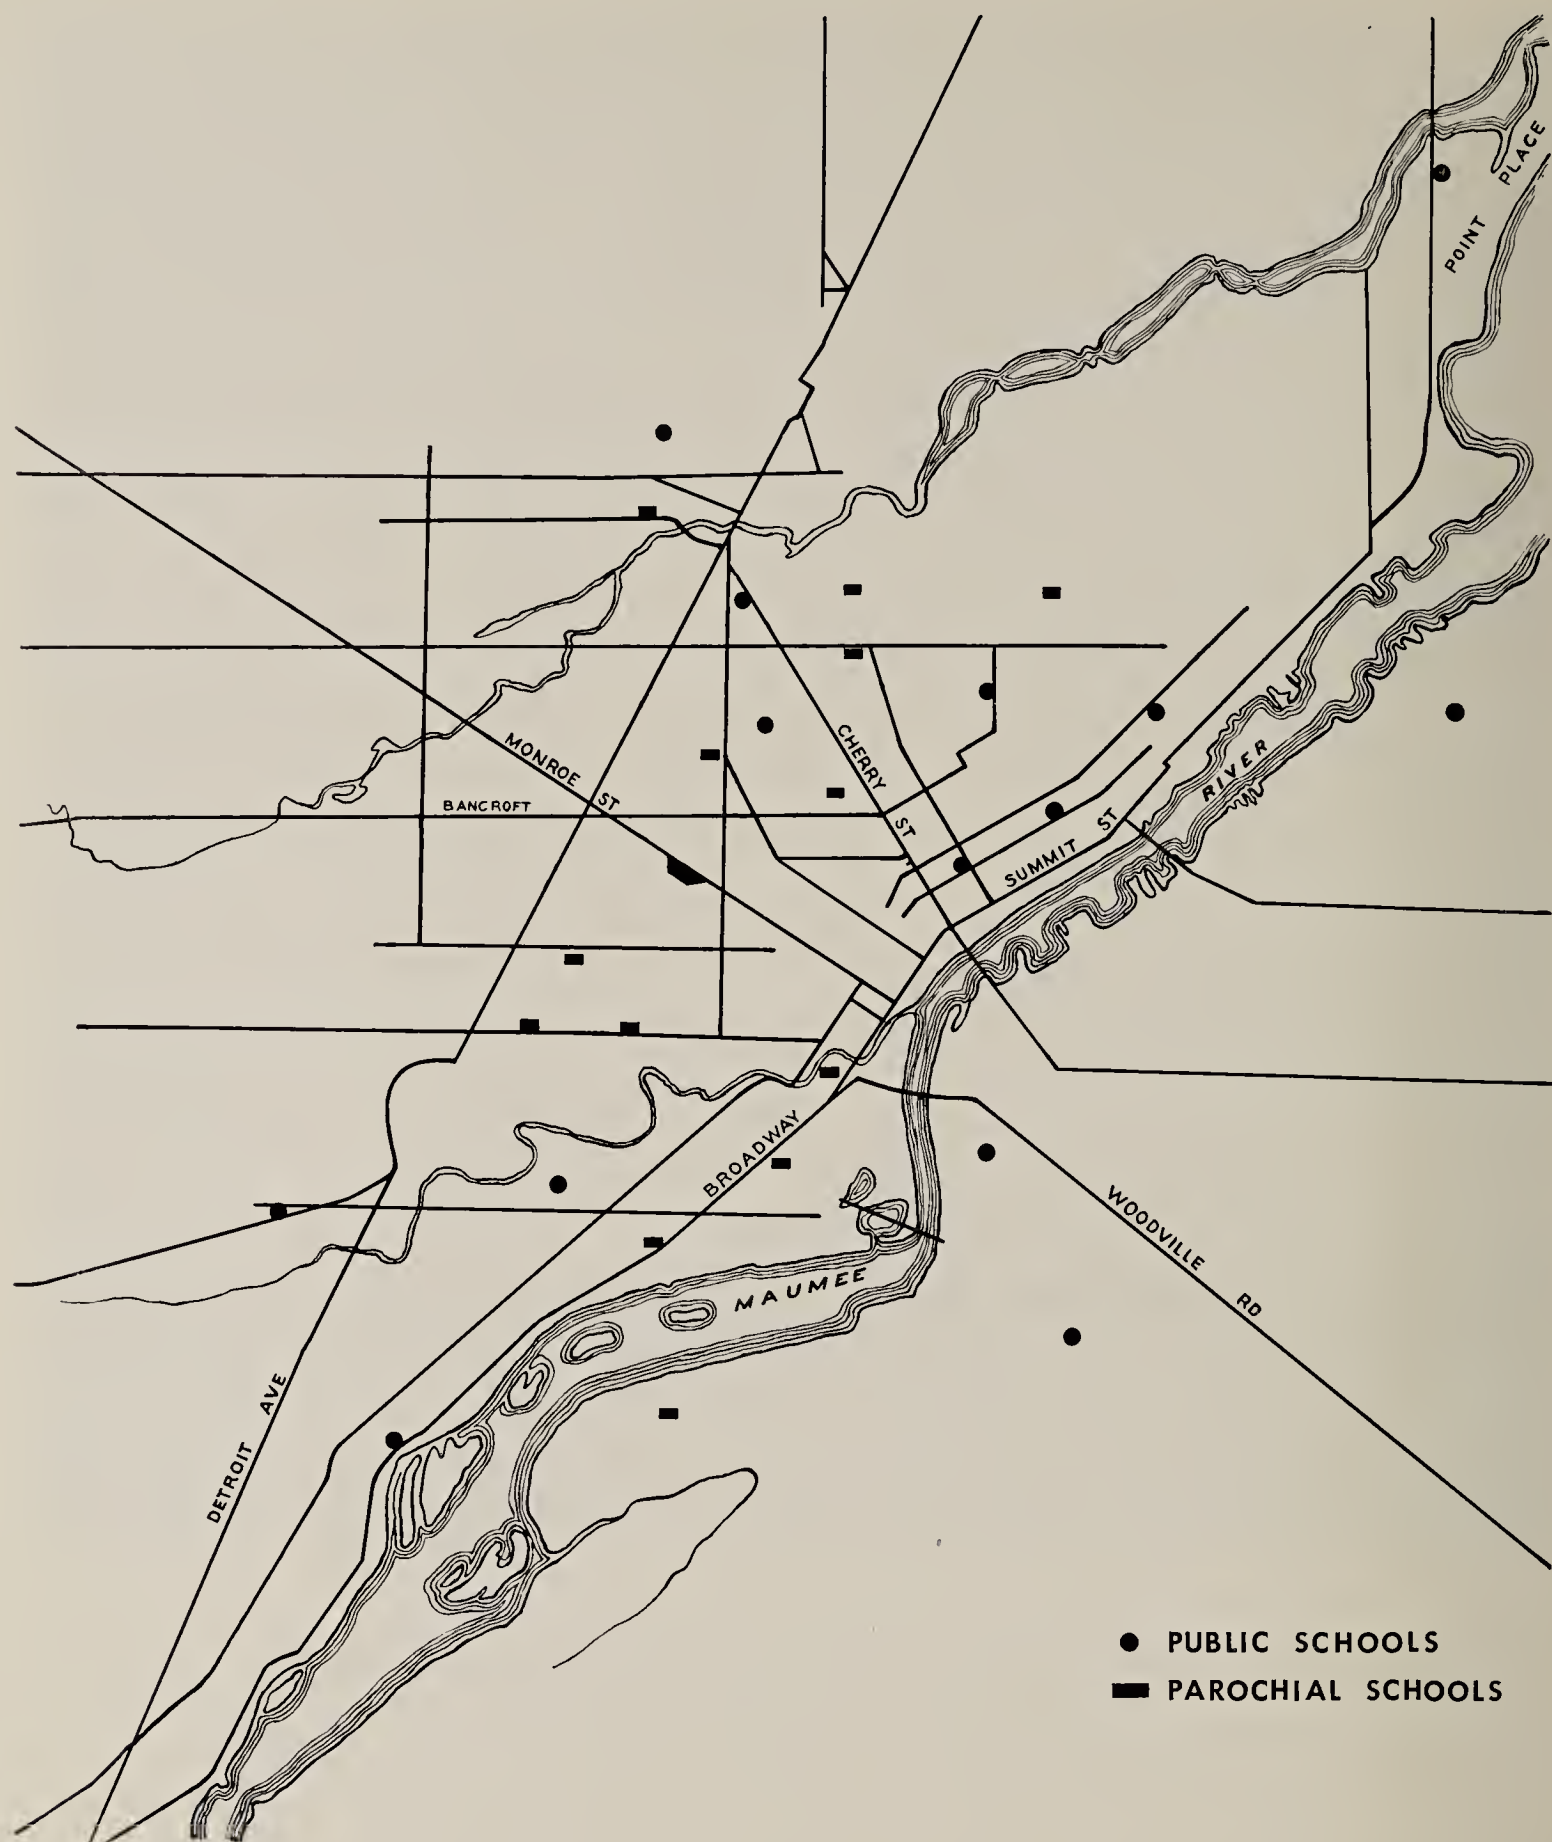 POINT PLACE
MONROE ST
BANCROFT
CHERRY ST
SUMMIT ST
RIVER
BROADWAY
WOODVILLE RD
MAUMEE
DETROIT AVE
PUBLIC SCHOOLS
PAROCHIAL SCHOOLS